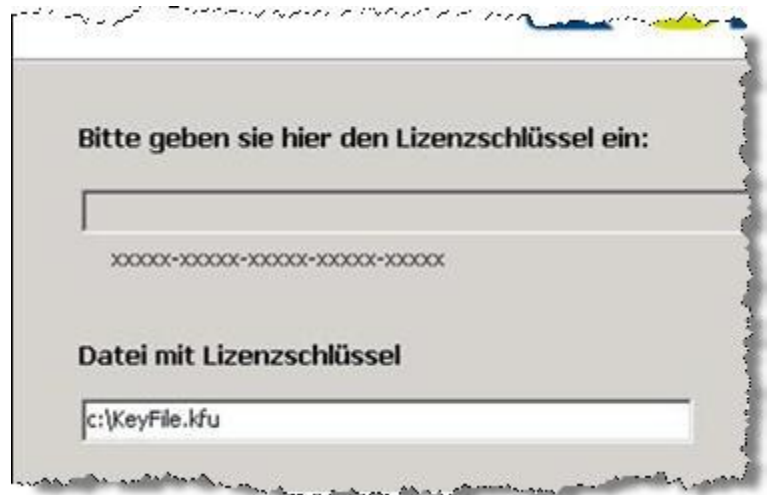 Bitte geben sie hier den Lizenzschlüssel ein:
xxxxx-xxxxx-xxxxx-xxxxx-xxxxx
Datei mit Lizenzschlüssel
c:\KeyFile.kfu